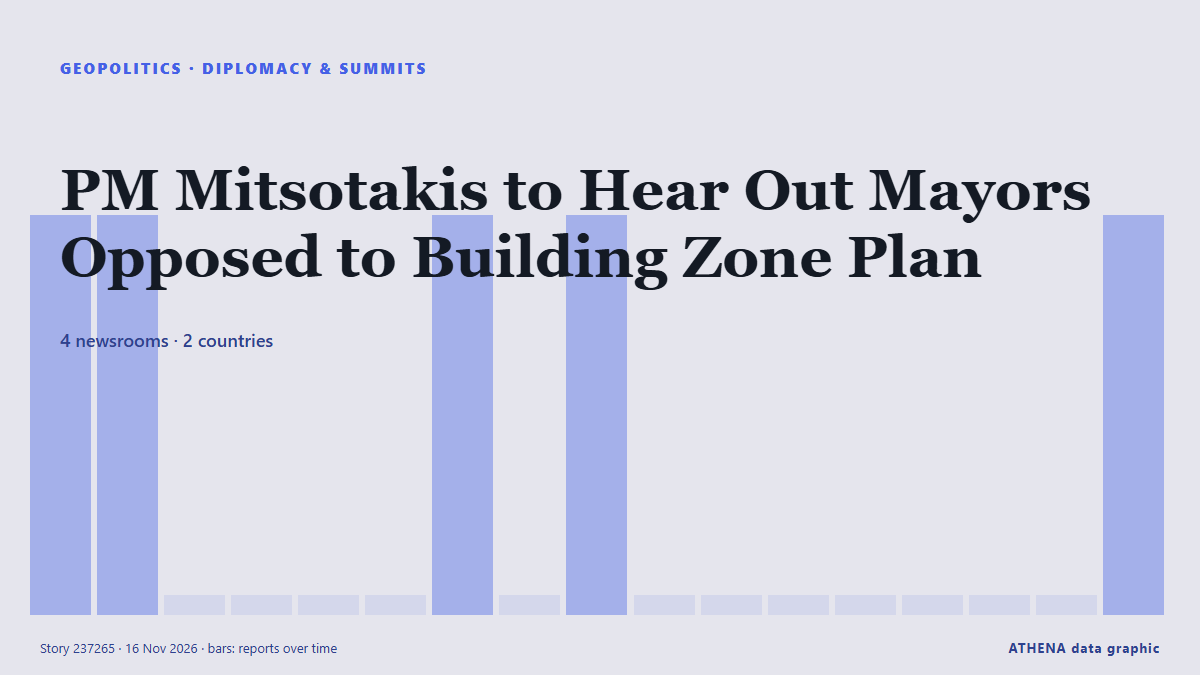 GEOPOLITICS · DIPLOMACY & SUMMITS
PM Mitsotakis to Hear Out Mayors
Opposed to Building Zone Plan
4 newsrooms · 2 countries
Story 237265 · 16 Nov 2026 · bars: reports over time
ATHENA data graphic